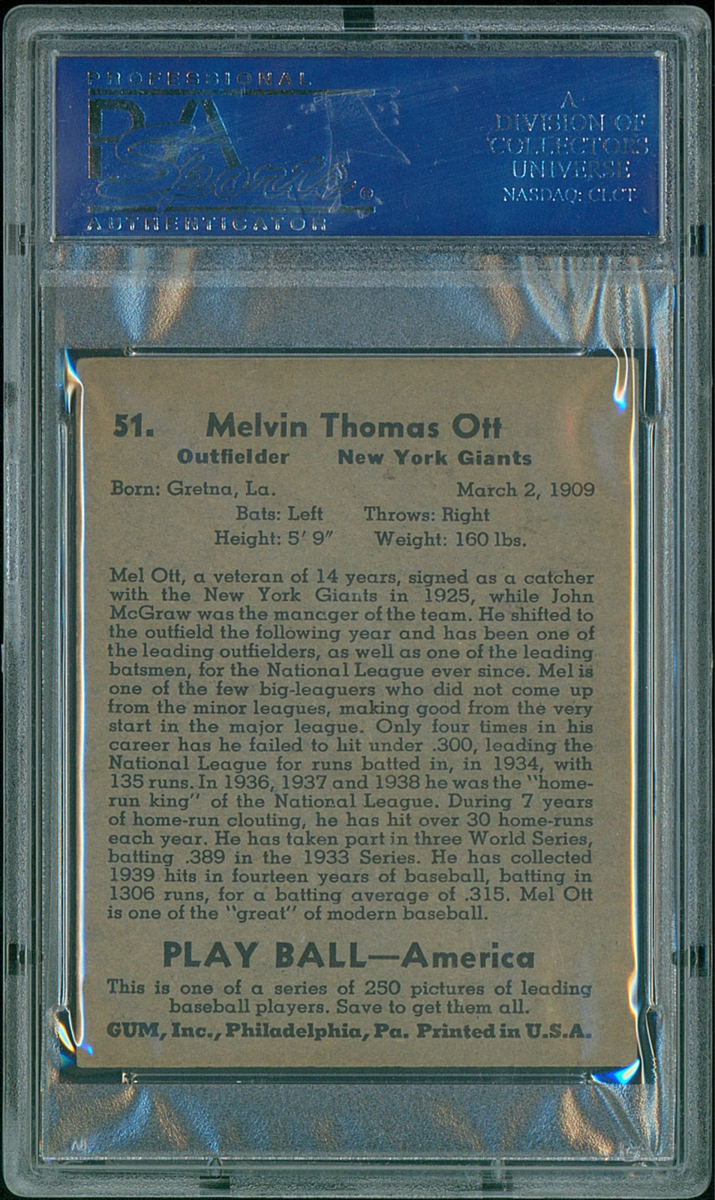 PROFESSIONAL
PSA
Sports
®
AUTHENTICATOR
A
DIVISION OF
COLLECTORS
UNIVERSE
NASDAQ: CLCT
51. Melvin Thomas Ott
Outfielder New York Giants
Born: Gretna, La. March 2, 1909
Bats: Left Throws: Right
Height: 5' 9" Weight: 160 lbs.
Mel Ott, a veteran of 14 years, signed as a catcher
with the New York Giants in 1925, while John
McGraw was the manager of the team. He shifted to
the outfield the following year and has been one of
the leading outfielders, as well as one of the leading
batsmen, for the National League ever since. Mel is
one of the few big-leaguers who did not come up
from the minor leagues, making good from the very
start in the major league. Only four times in his
career has he failed to hit under .300, leading the
National League for runs batted in, in 1934, with
135 runs. In 1936, 1937 and 1938 he was the "home-
run king" of the National League. During 7 years
of home-run clouting, he has hit over 30 home-runs
each year. He has taken part in three World Series,
batting .389 in the 1933 Series. He has collected
1939 hits in fourteen years of baseball, batting in
1306 runs, for a batting average of .315. Mel Ott
is one of the "great" of modern baseball.
PLAY BALL—America
This is one of a series of 250 pictures of leading
baseball players. Save to get them all.
GUM, Inc., Philadelphia, Pa. Printed in U.S.A.